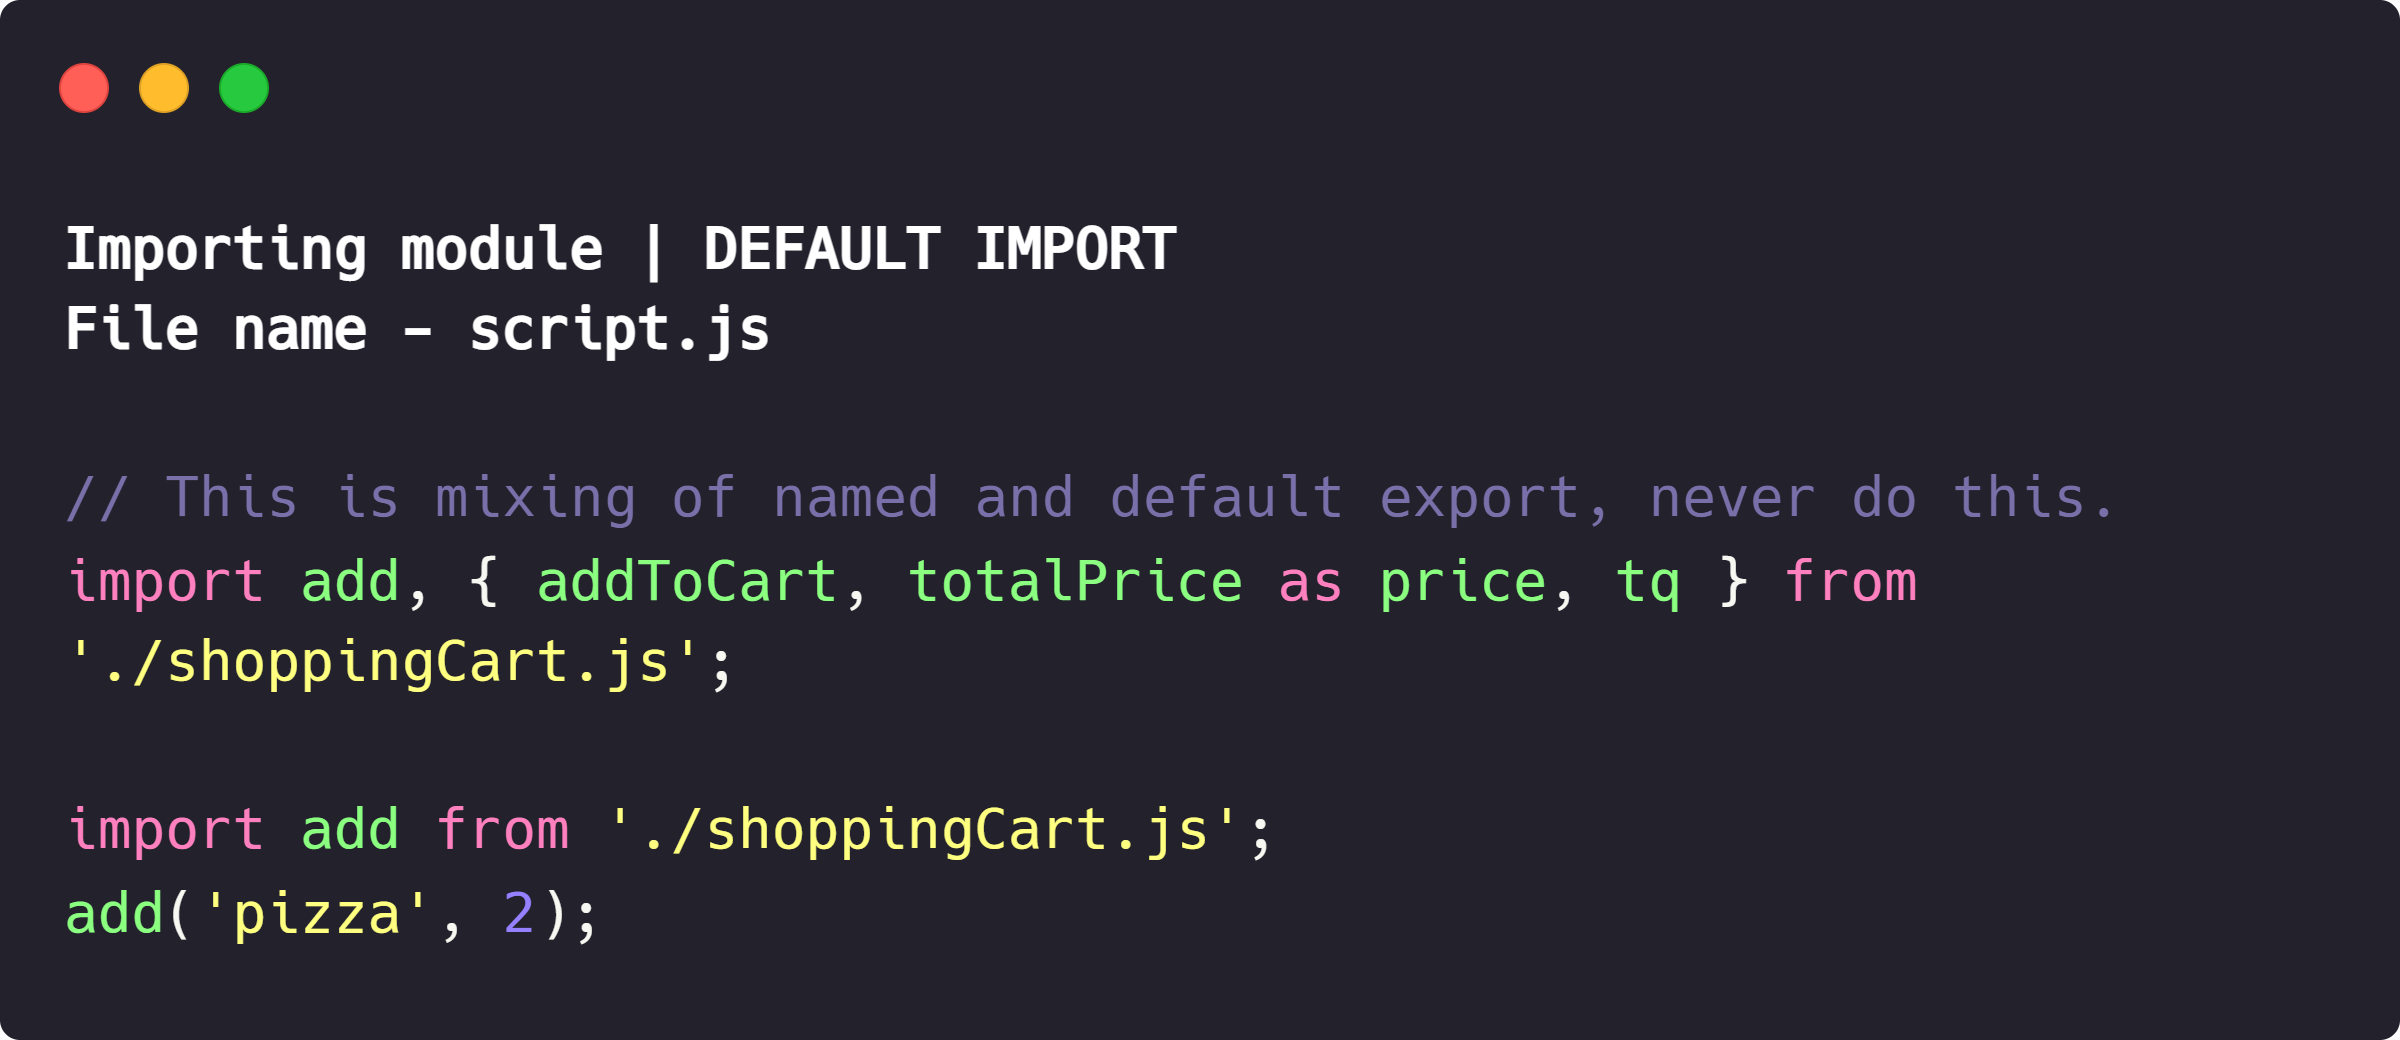 Importing module | DEFAULT IMPORT
File name - script.js
// This is mixing of named and default export, never do this.
import add, { addToCart, totalPrice as price, tq } from
'./shoppingCart.js';
import add from './shoppingCart.js';
add('pizza', 2);